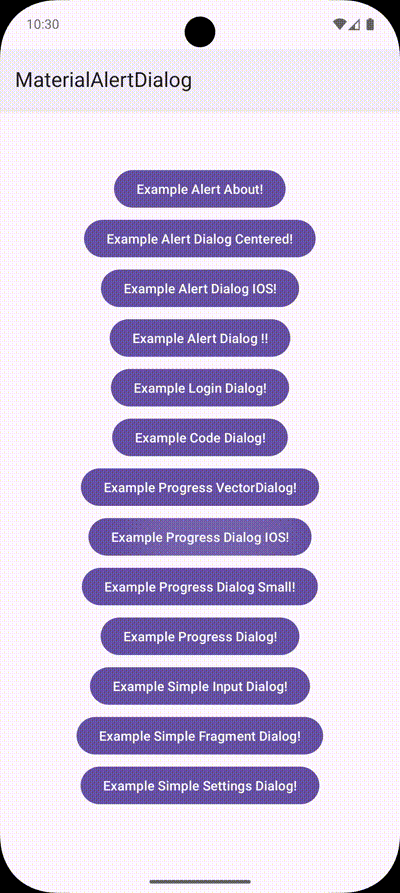 10:30
MaterialAlertDialog
Example Alert About!
Example Alert Dialog Centered!
Example Alert Dialog IOS!
Example Alert Dialog !!
Example Login Dialog!
Example Code Dialog!
Example Progress VectorDialog!
Example Progress Dialog IOS!
Example Progress Dialog Small!
Example Progress Dialog!
Example Simple Input Dialog!
Example Simple Fragment Dialog!
Example Simple Settings Dialog!